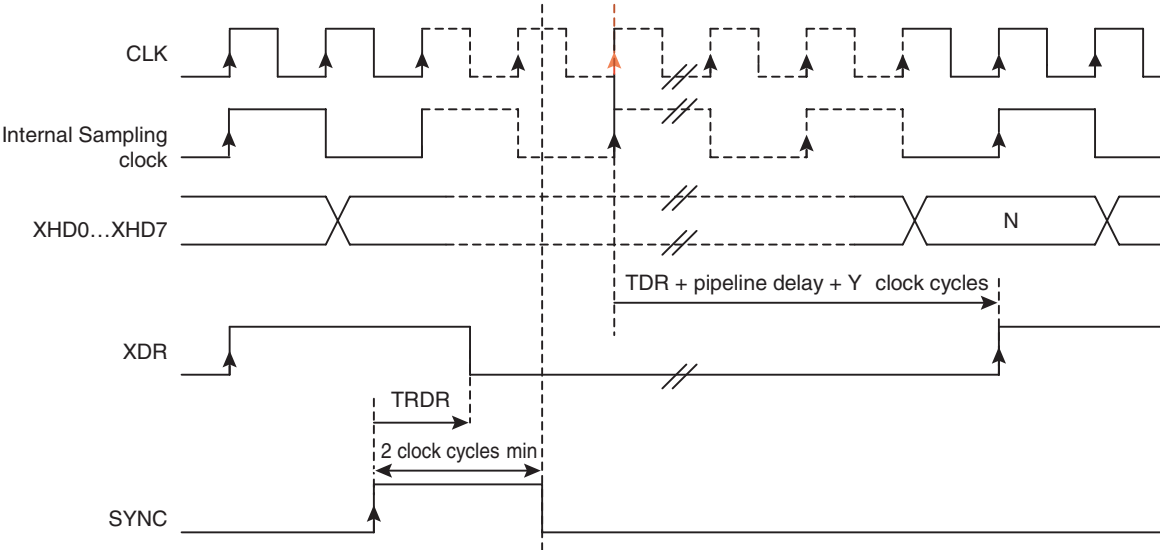 CLK
Internal Sampling
clock
XHD0…XHD7
N
TDR + pipeline delay + Y clock cycles
XDR
TRDR
2 clock cycles min
SYNC